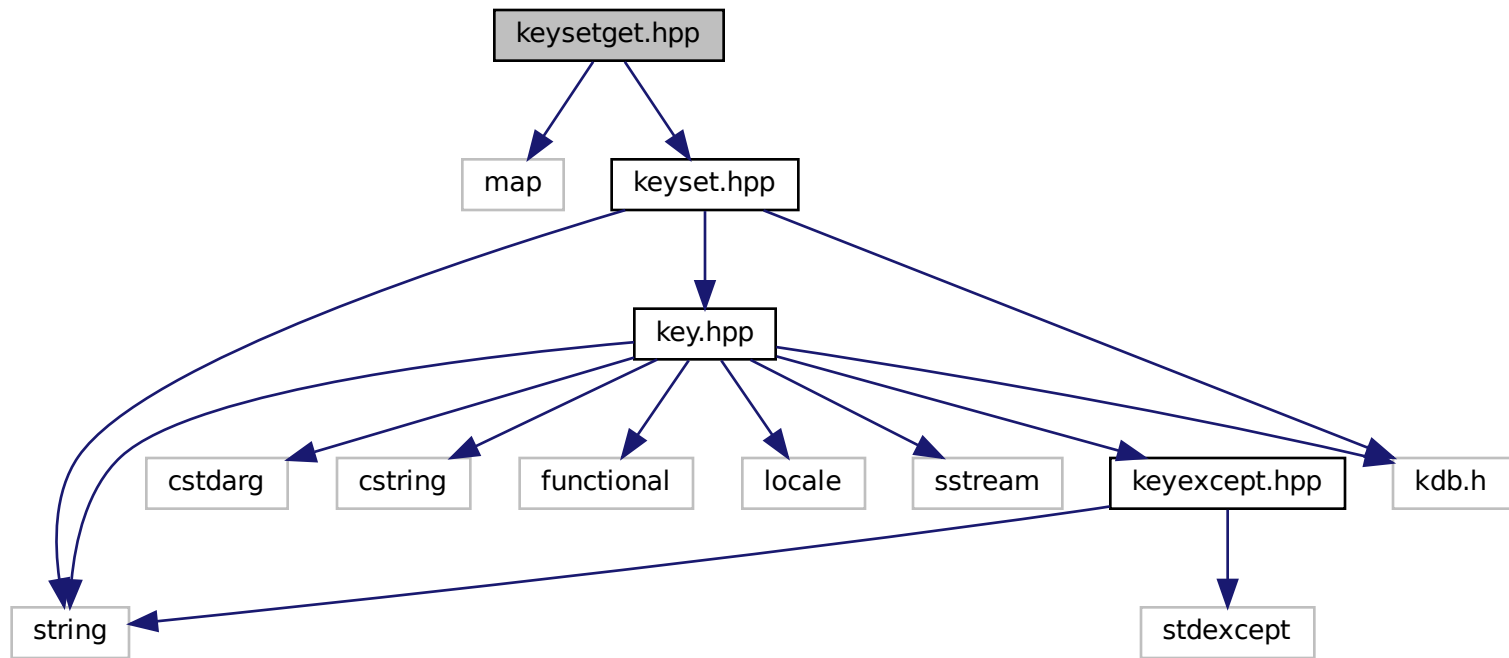 keysetget.hpp
map
keyset.hpp
key.hpp
cstdarg
cstring
functional
locale
sstream
keyexcept.hpp
kdb.h
string
stdexcept